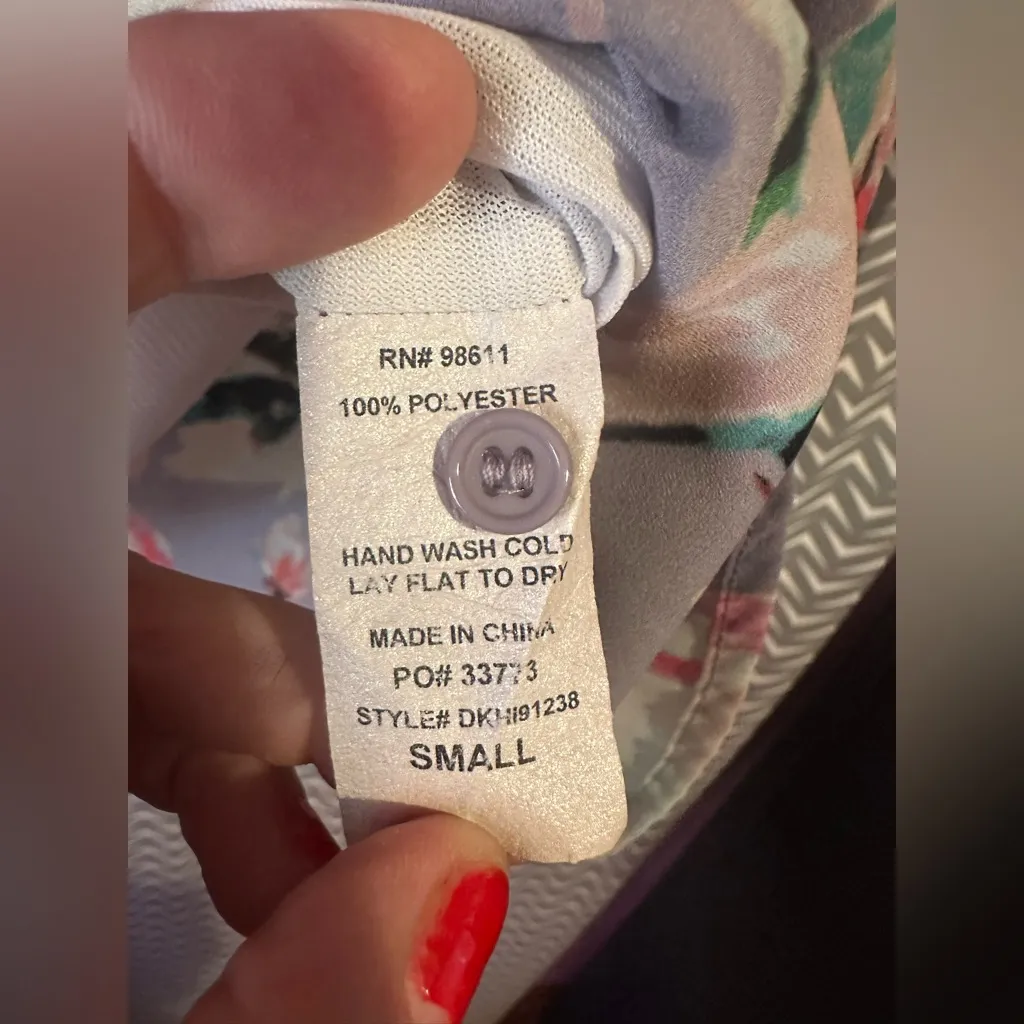 RN# 98611
100% POLYESTER
HAND WASH COLD
LAY FLAT TO DRY
MADE IN CHINA
PO# 33773
STYLE# DKHI91238
SMALL